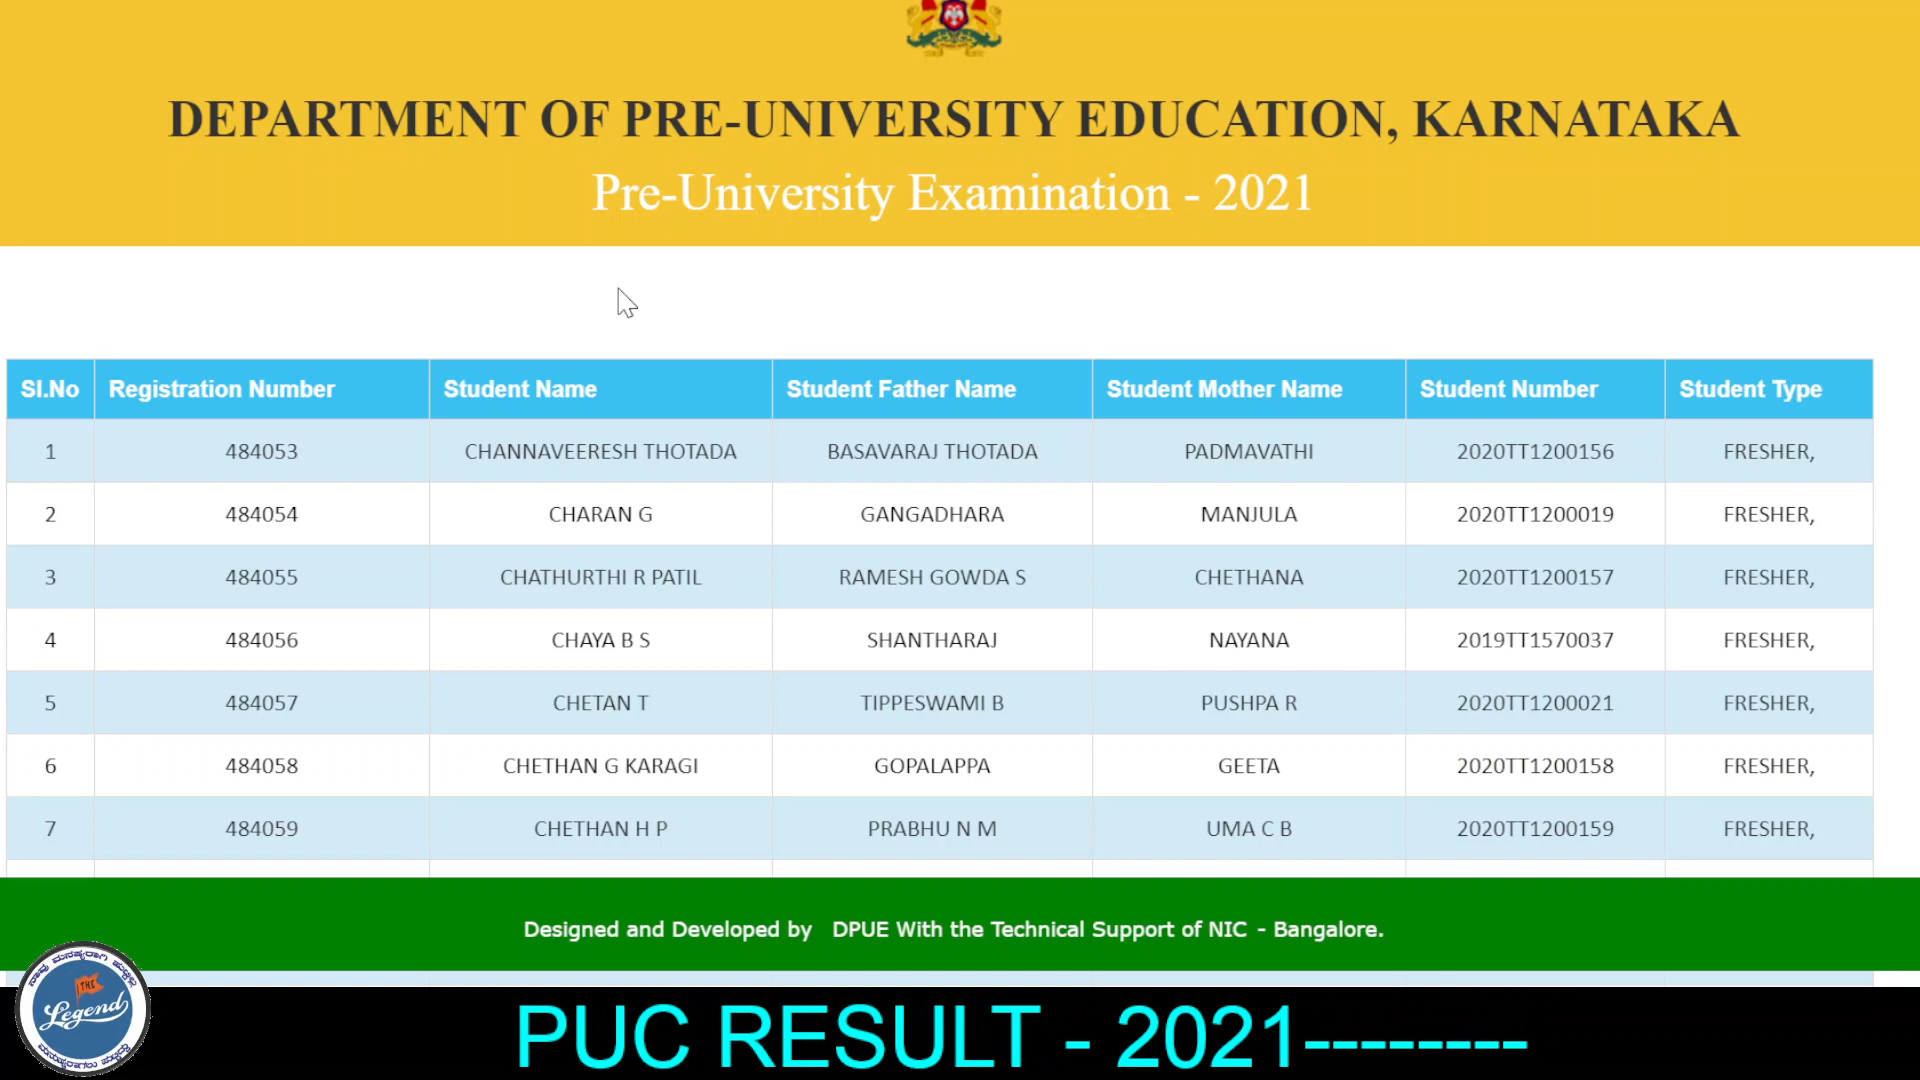 DEPARTMENT OF PRE-UNIVERSITY EDUCATION, KARNATAKA
Pre-University Examination - 2021
Sl.No Registration Number Student Name Student Father Name Student Mother Name Student Number Student Type
1 484053 CHANNAVEERESH THOTADA BASAVARAJ THOTADA PADMAVATHI 2020TT1200156 FRESHER,
2 484054 CHARAN G GANGADHARA MANJULA 2020TT1200019 FRESHER,
3 484055 CHATHURTHI R PATIL RAMESH GOWDA S CHETHANA 2020TT1200157 FRESHER,
4 484056 CHAYA B S SHANTHARAJ NAYANA 2019TT1570037 FRESHER,
5 484057 CHETAN T TIPPESWAMI B PUSHPA R 2020TT1200021 FRESHER,
6 484058 CHETHAN G KARAGI GOPALAPPA GEETA 2020TT1200158 FRESHER,
7 484059 CHETHAN H P PRABHU N M UMA C B 2020TT1200159 FRESHER,
Designed and Developed by DPUE With the Technical Support of NIC - Bangalore.
THE
Legend
PUC RESULT - 2021--------